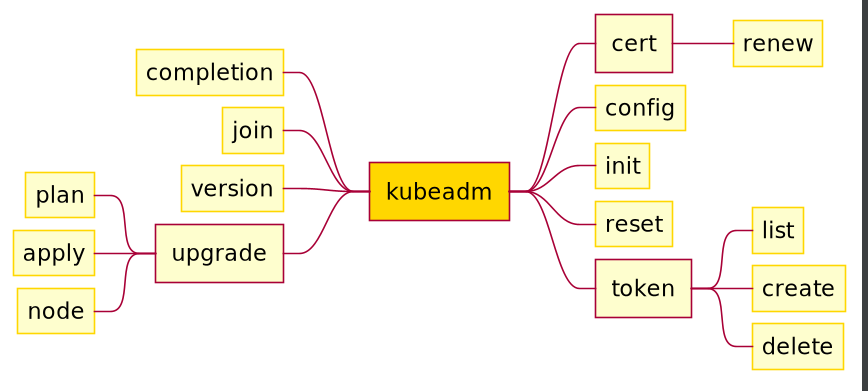 kubeadm
cert
renew
config
init
reset
token
list
create
delete
completion
join
version
upgrade
plan
apply
node